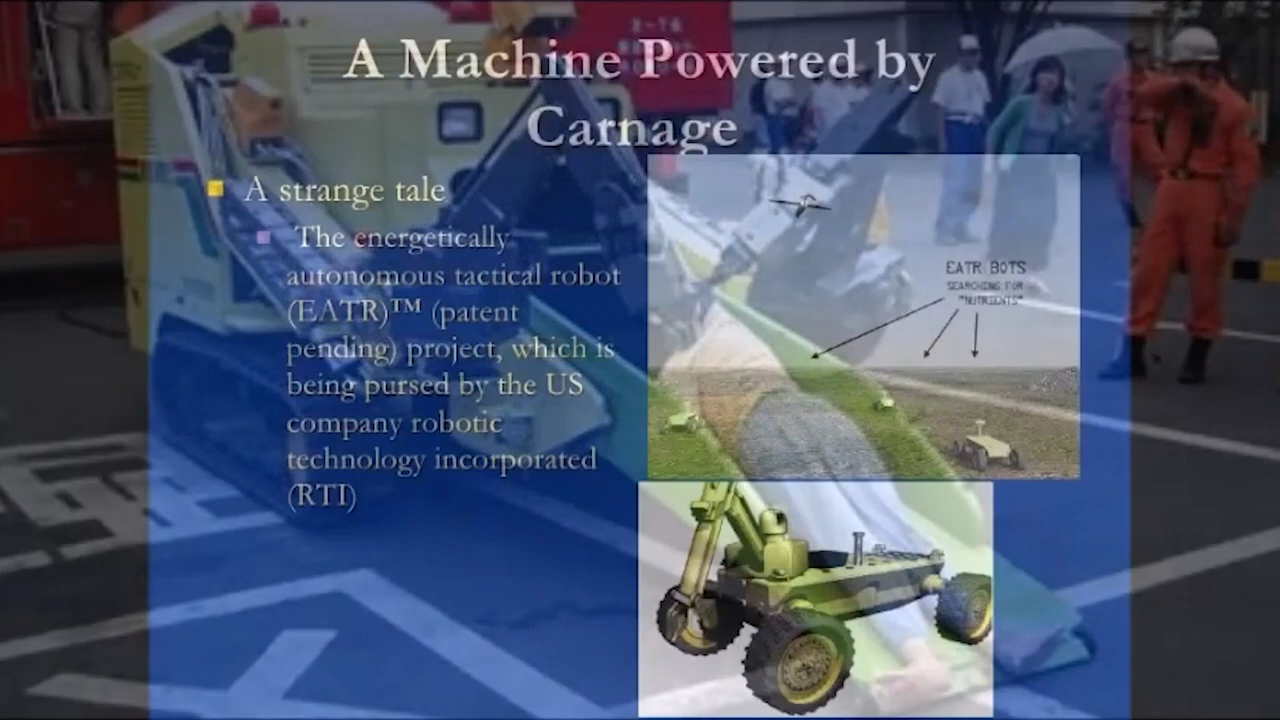 A Machine Powered by
Carnage
A strange tale
The energetically
autonomous tactical robot
(EATR)™ (patent
pending) project, which is
being pursed by the US
company robotic
technology incorporated
(RTI)
EATR BOTS
SEARCHING FOR
"NUTRIENTS"